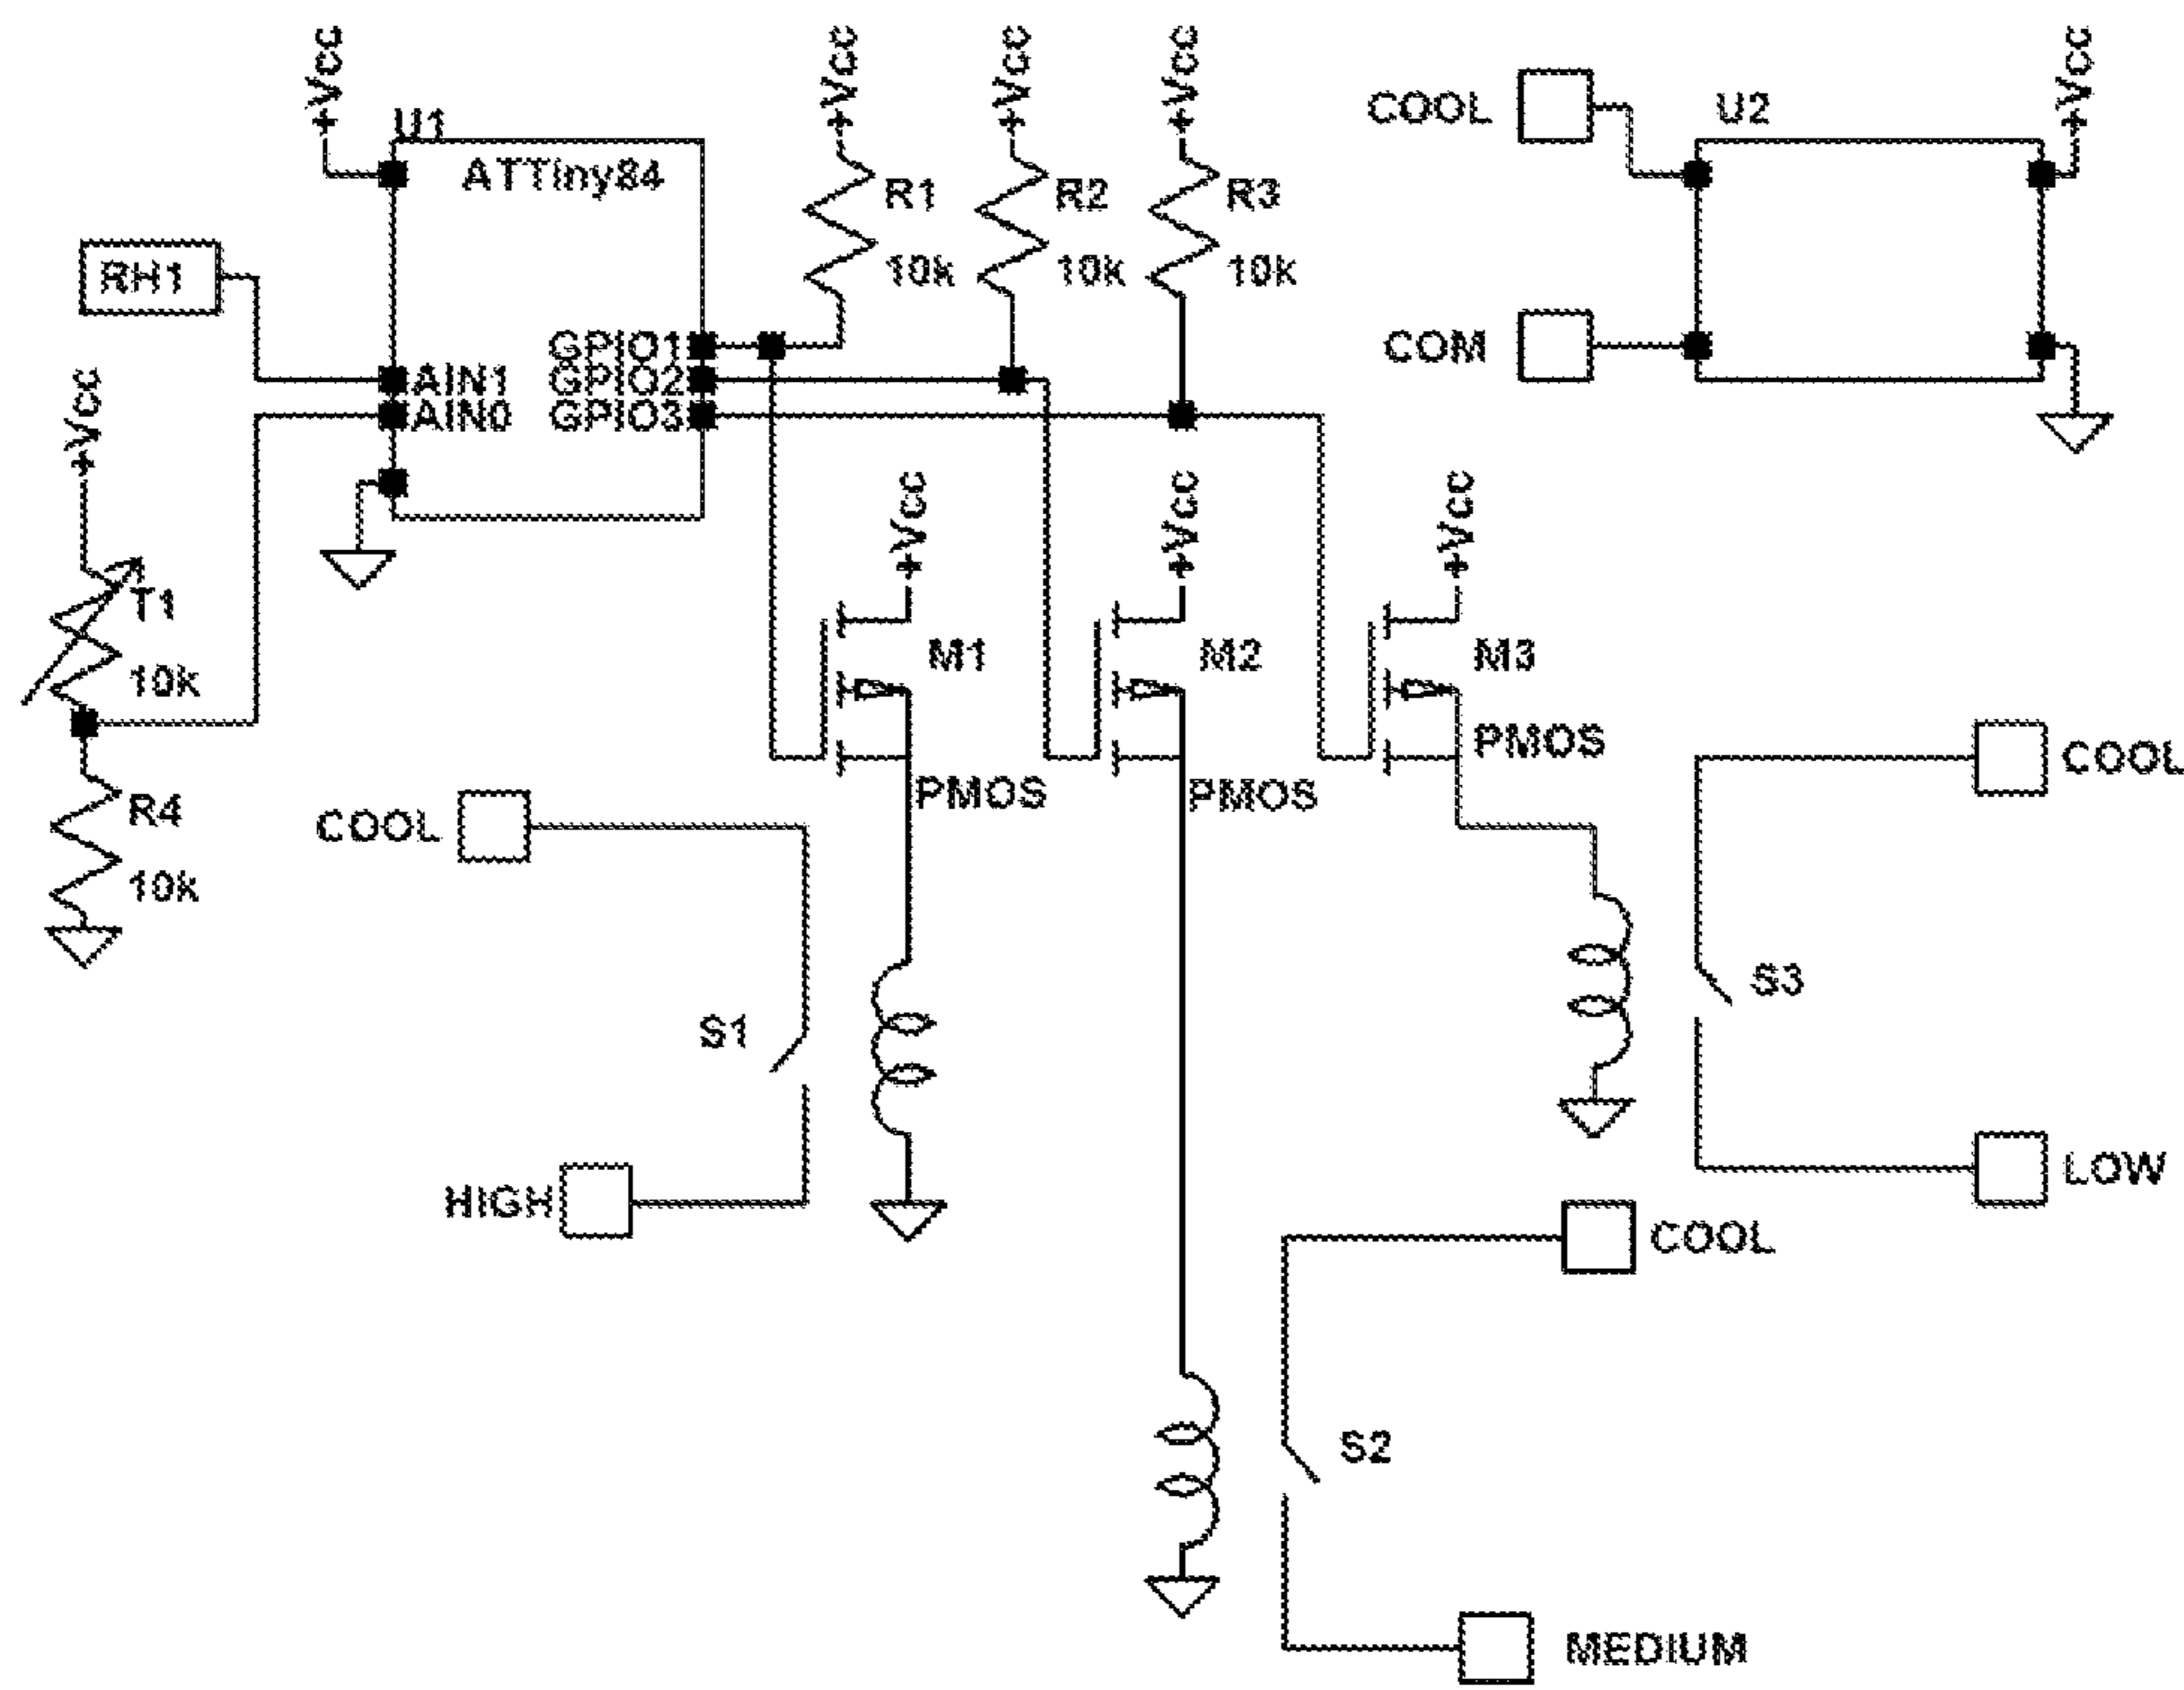 +Vcc
+Vcc
+Vcc
+Vcc
+Vcc
COOL
U2
U1
ATTiny84
R1
R2
R3
10k
10k
10k
RH1
GPIO1
COM
AIN1
GPIO2
AIN0
GPIO3
+Vcc
+Vcc
+Vcc
+Vcc
T1
10k
M1
M2
M3
PMOS
PMOS
PMOS
COOL
R4
10k
COOL
S1
S3
HIGH
LOW
COOL
S2
MEDIUM